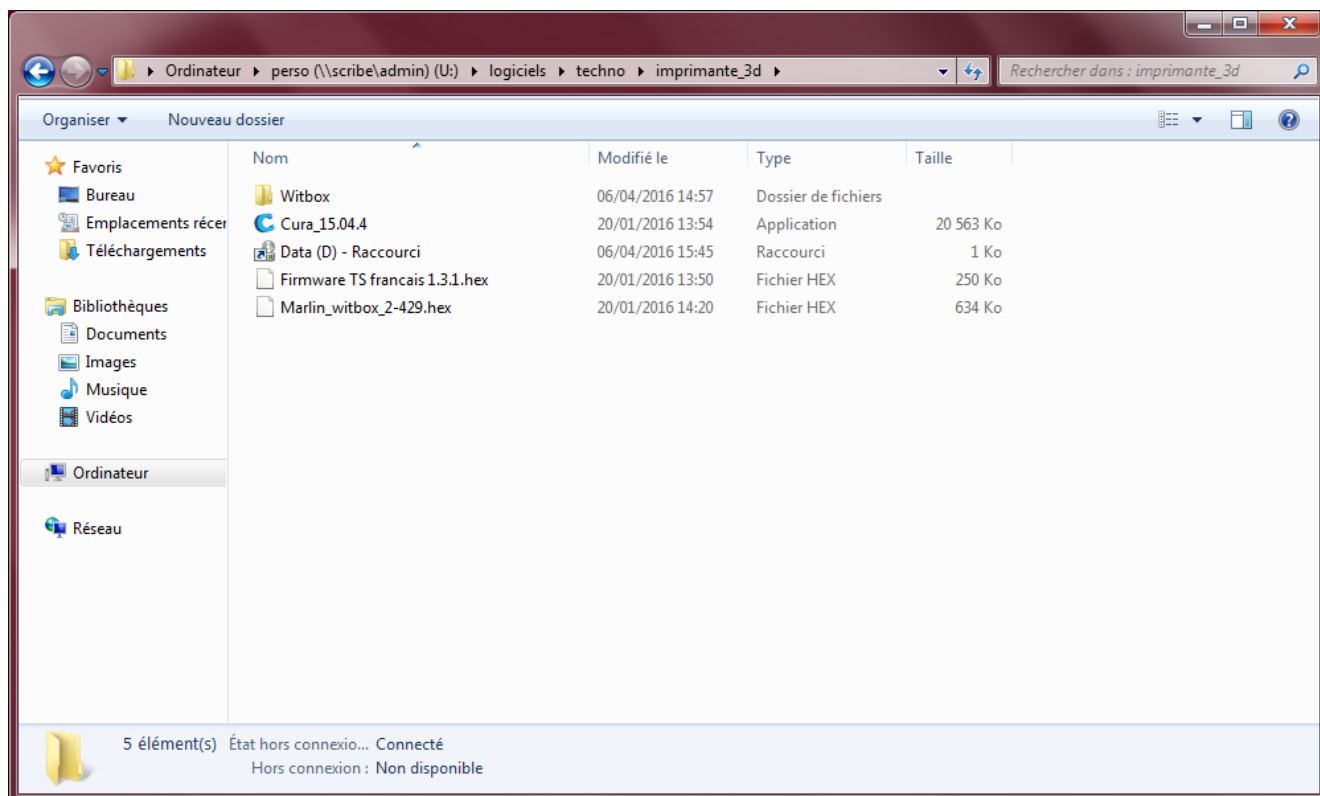 Ordinateur ▸ perso (\\scribe\admin) (U:) ▸ logiciels ▸ techno ▸ imprimante_3d ▸ Rechercher dans : imprimante_3d
Organiser ▾ Nouveau dossier
Favoris
Bureau
Emplacements récer
Téléchargements
Bibliothèques
Documents
Images
Musique
Vidéos
Ordinateur
Réseau
Nom Modifié le Type Taille
Witbox 06/04/2016 14:57 Dossier de fichiers
Cura_15.04.4 20/01/2016 13:54 Application 20 563 Ko
Data (D) - Raccourci 06/04/2016 15:45 Raccourci 1 Ko
Firmware TS francais 1.3.1.hex 20/01/2016 13:50 Fichier HEX 250 Ko
Marlin_witbox_2-429.hex 20/01/2016 14:20 Fichier HEX 634 Ko
5 élément(s) État hors connexio... Connecté
Hors connexion : Non disponible